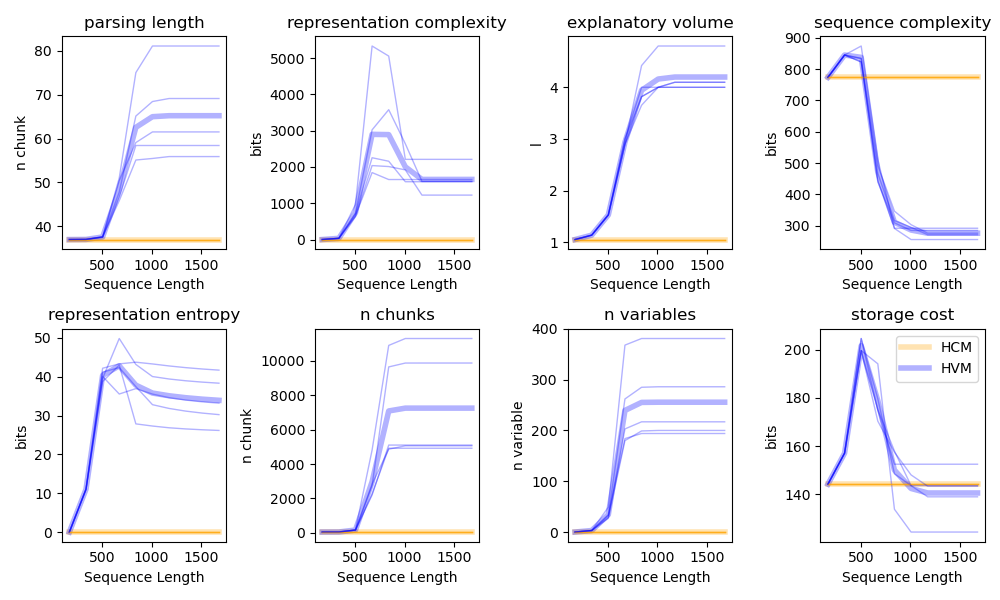 parsing length
n chunk
80
70
60
50
40
500 1000 1500
Sequence Length
representation complexity
bits
5000
4000
3000
2000
1000
0
500 1000 1500
Sequence Length
explanatory volume
l
4
3
2
1
500 1000 1500
Sequence Length
sequence complexity
bits
900
800
700
600
500
400
300
500 1000 1500
Sequence Length
representation entropy
bits
50
40
30
20
10
0
500 1000 1500
Sequence Length
n chunks
n chunk
10000
8000
6000
4000
2000
0
500 1000 1500
Sequence Length
n variables
n variable
400
300
200
100
0
500 1000 1500
Sequence Length
storage cost
bits
200
180
160
140
HCM
HVM
500 1000 1500
Sequence Length